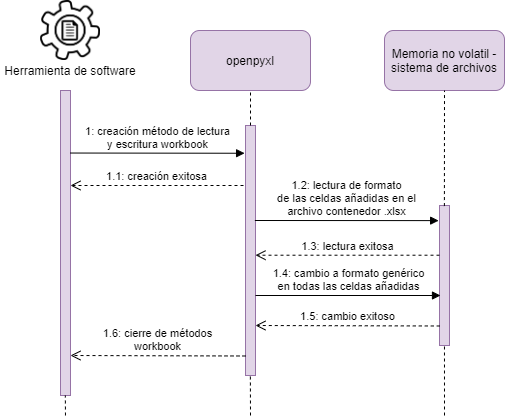 Herramienta de software
openpyxl
Memoria no volatil -
sistema de archivos
1: creación método de lectura
y escritura workbook
1.1: creación exitosa
1.2: lectura de formato
de las celdas añadidas en el
archivo contenedor .xlsx
1.3: lectura exitosa
1.4: cambio a formato genérico
en todas las celdas añadidas
1.5: cambio exitoso
1.6: cierre de métodos
workbook